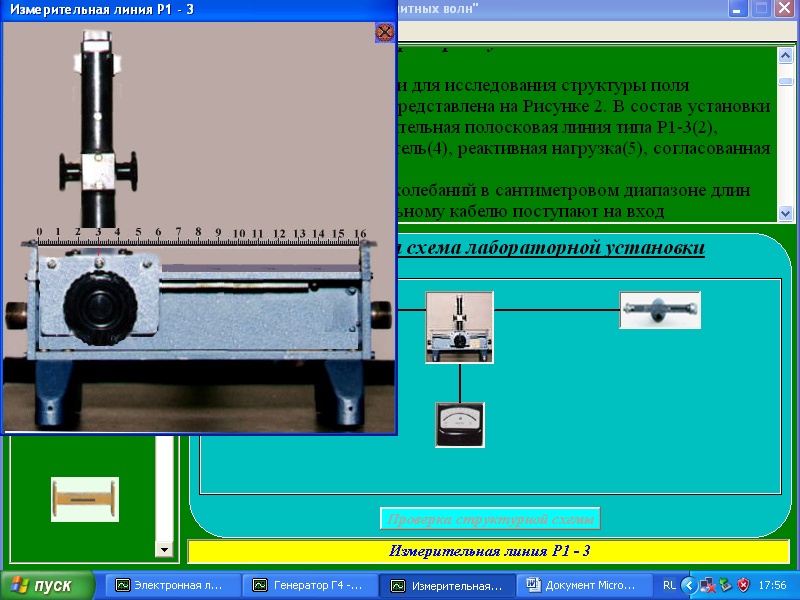 Измерительная линия Р1 - 3
итных волн"
и для исследования структуры поля
редставлена на Рисунке 2. В состав установки
тельная полосковая линия типа Р1-3(2),
тель(4), реактивная нагрузка(5), согласованная
колебаний в сантиметровом диапазоне длин
ьному кабелю поступают на вход
0 1 2 3 4 5 6 7 8 9 10 11 12 13 14 15 16
схема лабораторной установки
Проверка структурной схемы
Измерительная линия Р1 - 3
пуск
Электронная л...
Генератор Г4 -...
Измерительная...
Документ Micro...
RL
17:56